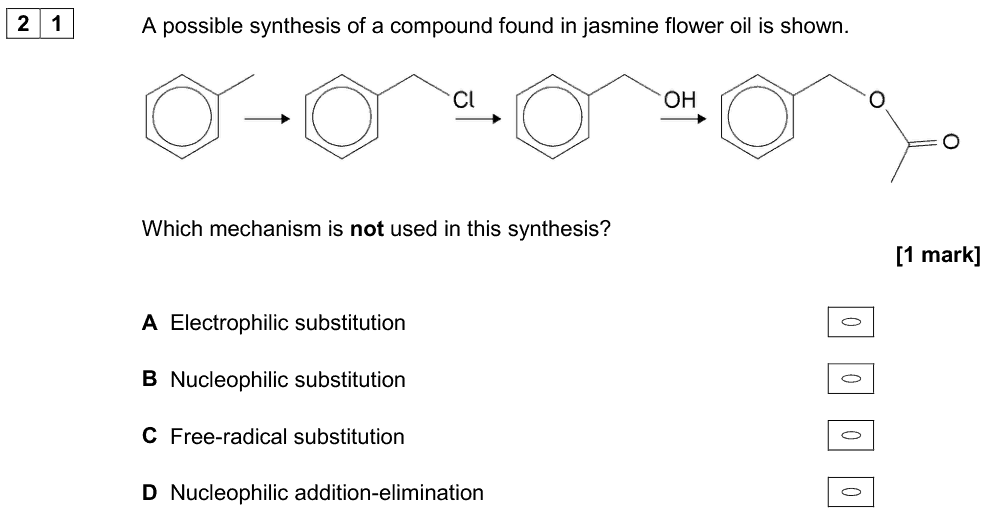 2 1 A possible synthesis of a compound found in jasmine flower oil is shown.
Cl OH O O
Which mechanism is not used in this synthesis?
[1 mark]
A Electrophilic substitution
B Nucleophilic substitution
C Free-radical substitution
D Nucleophilic addition-elimination